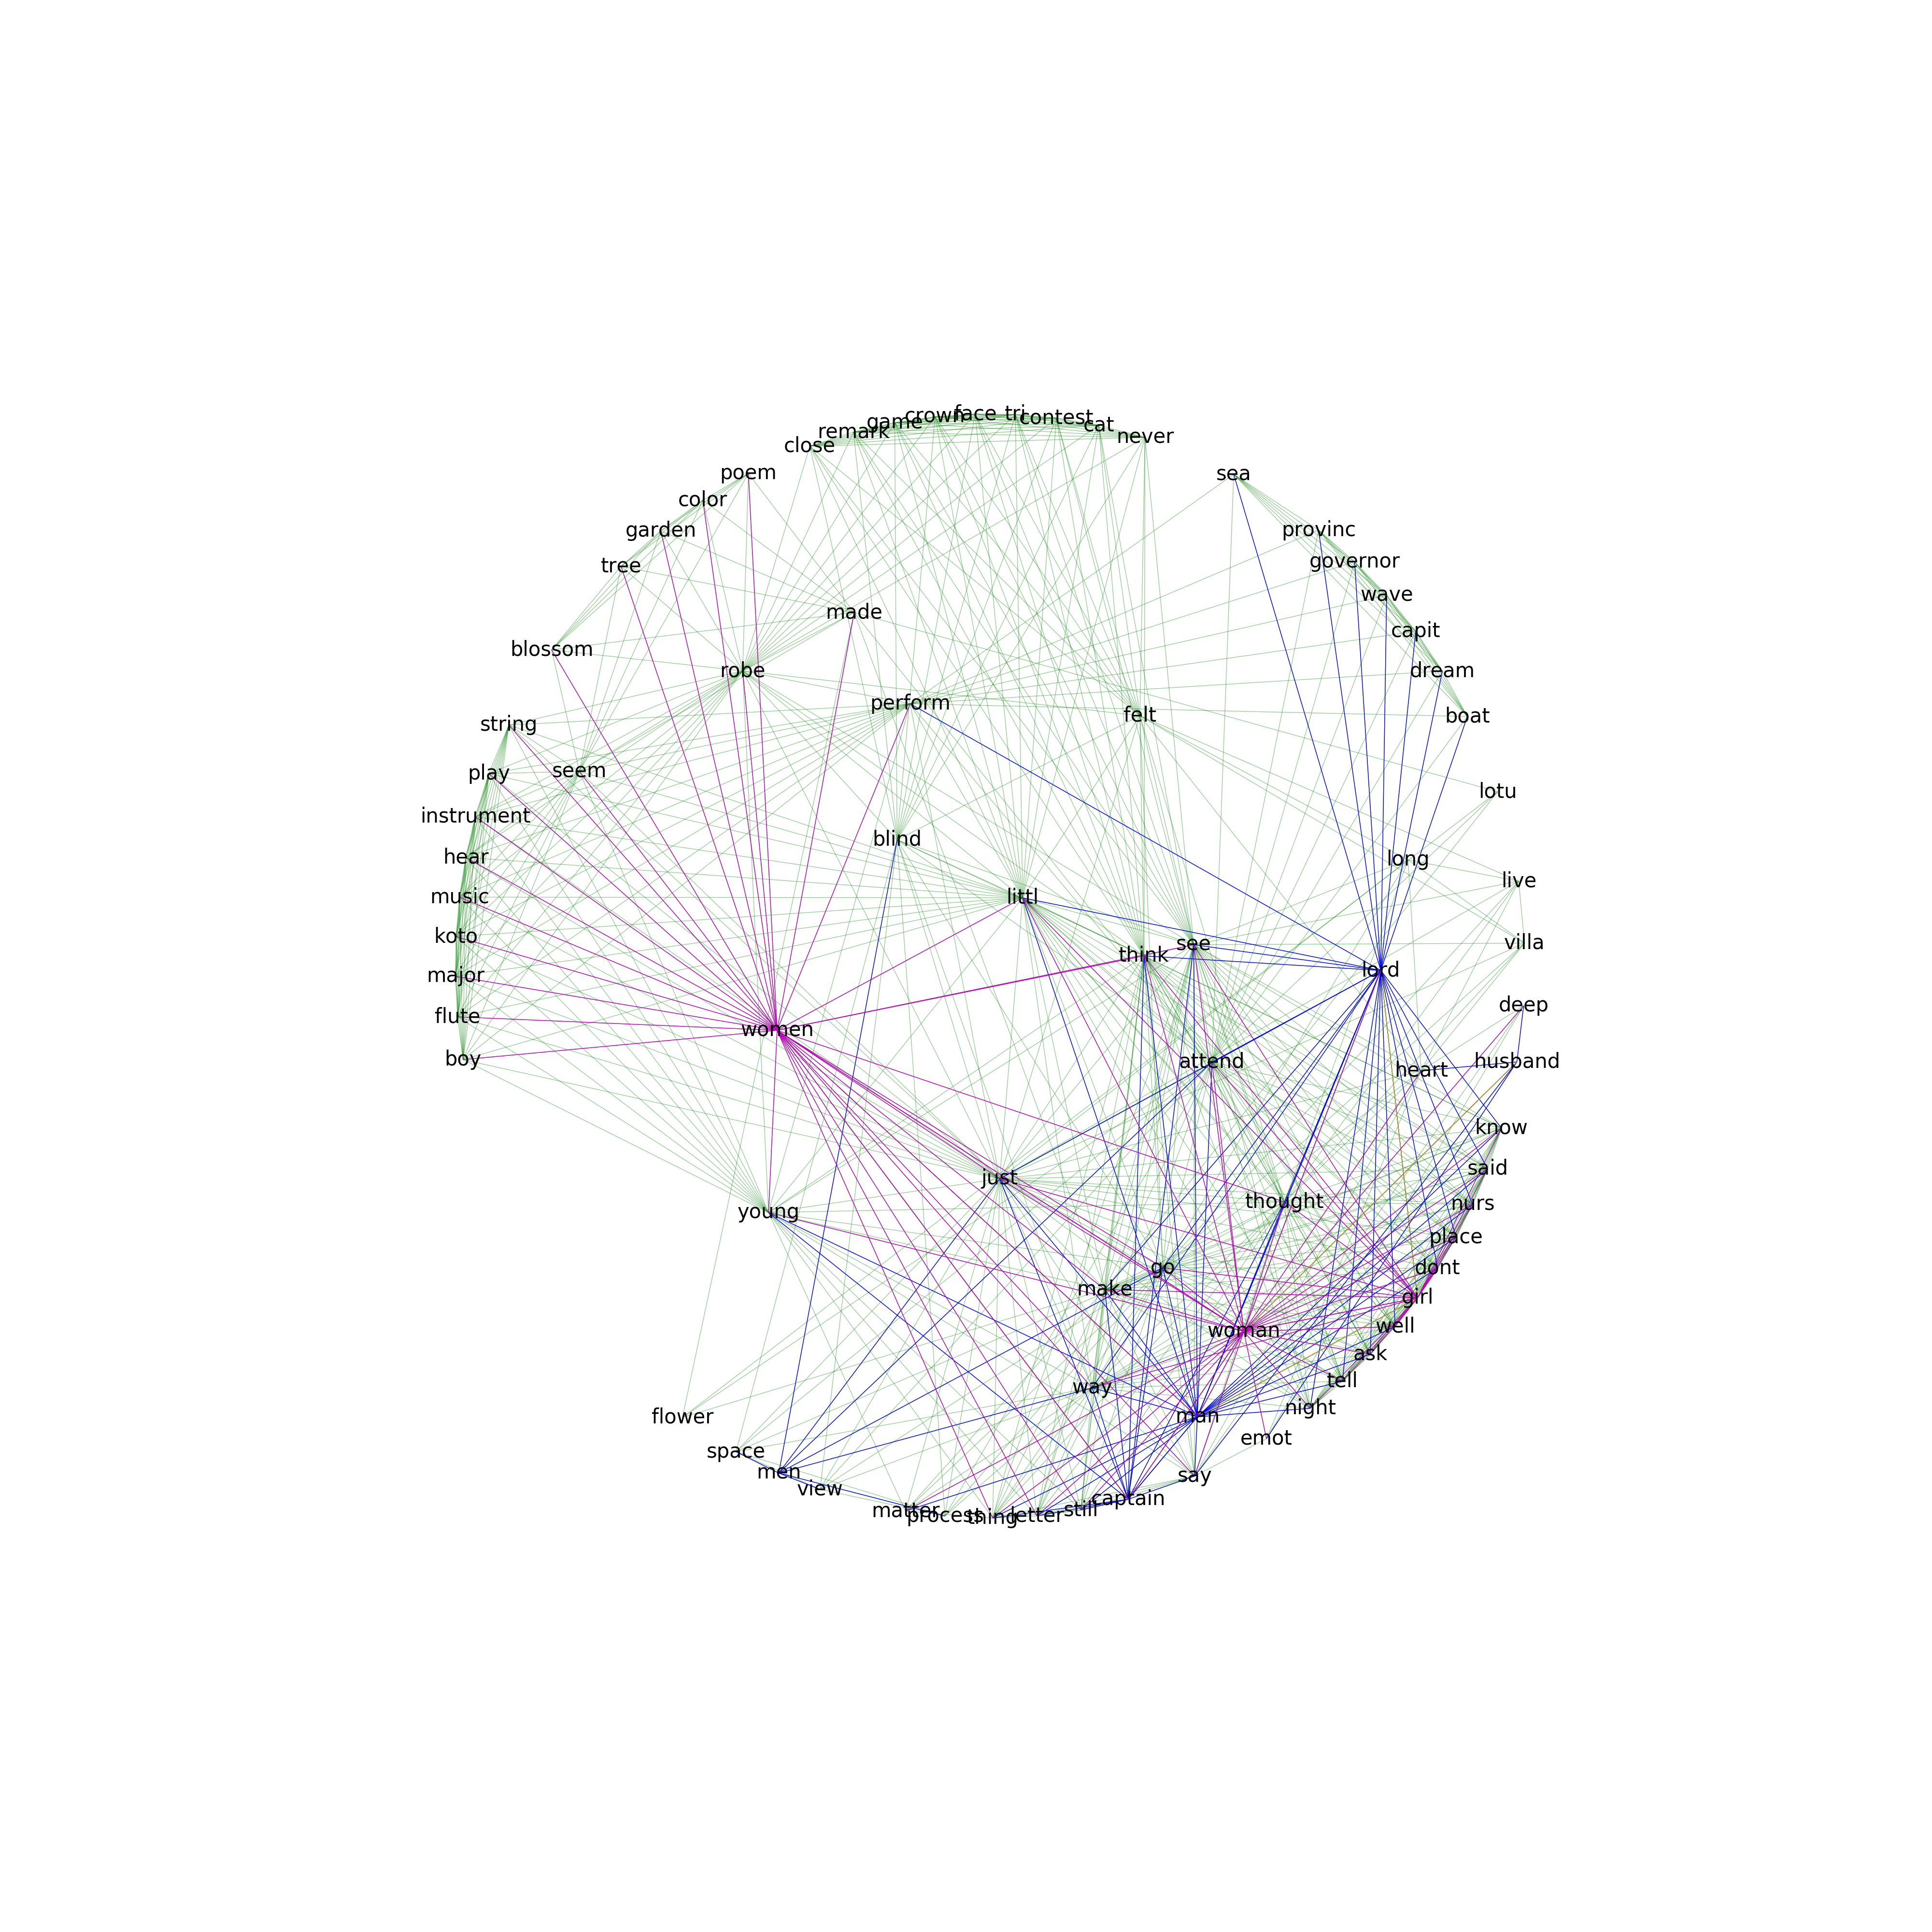 face
tri
crown
contest
game
cat
remark
never
close
poem
sea
color
garden
provinc
governor
tree
wave
made
capit
blossom
robe
dream
perform
felt
boat
string
seem
play
lotu
instrument
blind
hear
long
live
music
littl
koto
see
villa
think
lord
major
deep
flute
women
boy
attend
husband
heart
know
said
just
thought
nurs
young
place
go
dont
make
girl
well
woman
ask
tell
way
night
flower
man
emot
space
men
say
view
captain
matter
still
process
letter
thing